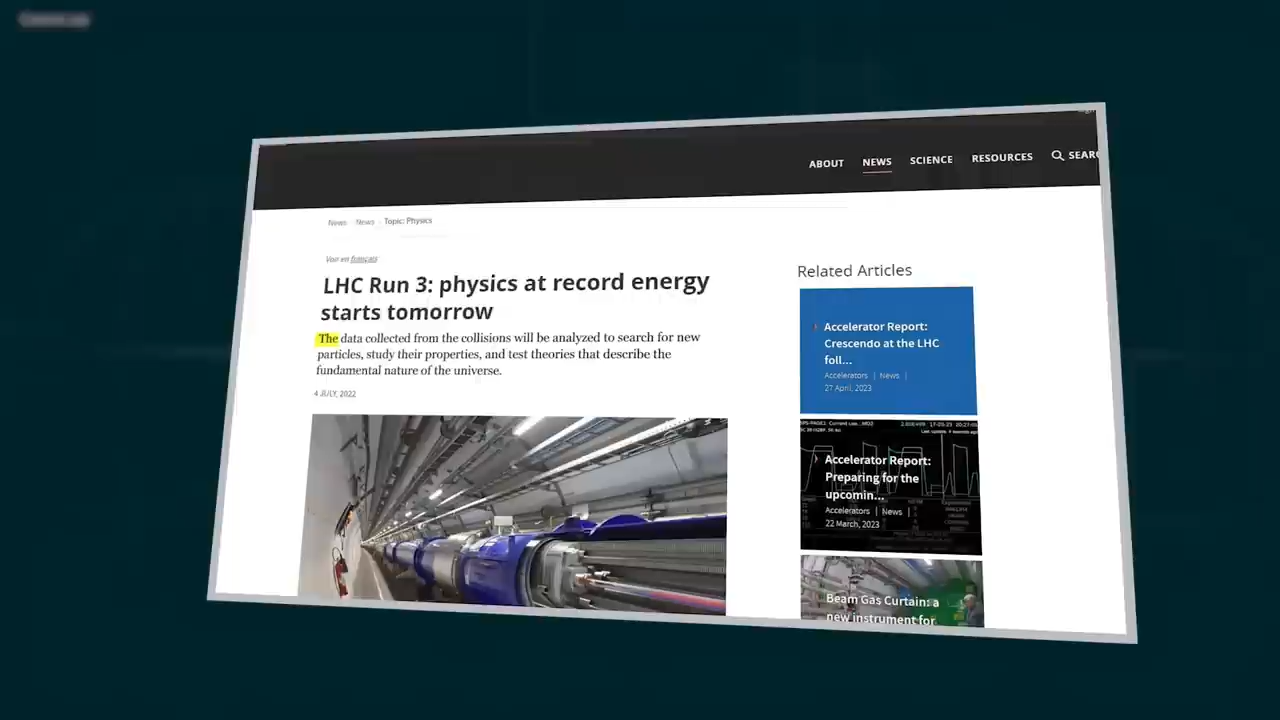 ABOUT NEWS SCIENCE RESOURCES SEARC
News News Topic: Physics
Voir en français
LHC Run 3: physics at record energy
starts tomorrow
The data collected from the collisions will be analyzed to search for new
particles, study their properties, and test theories that describe the
fundamental nature of the universe.
4 JULY, 2022
Related Articles
Accelerator Report:
Crescendo at the LHC
foll...
Accelerators | News |
27 April, 2023
Accelerator Report:
Preparing for the
upcomin...
Accelerators | News |
22 March, 2023
Beam Gas Curtain: a
new instrument for